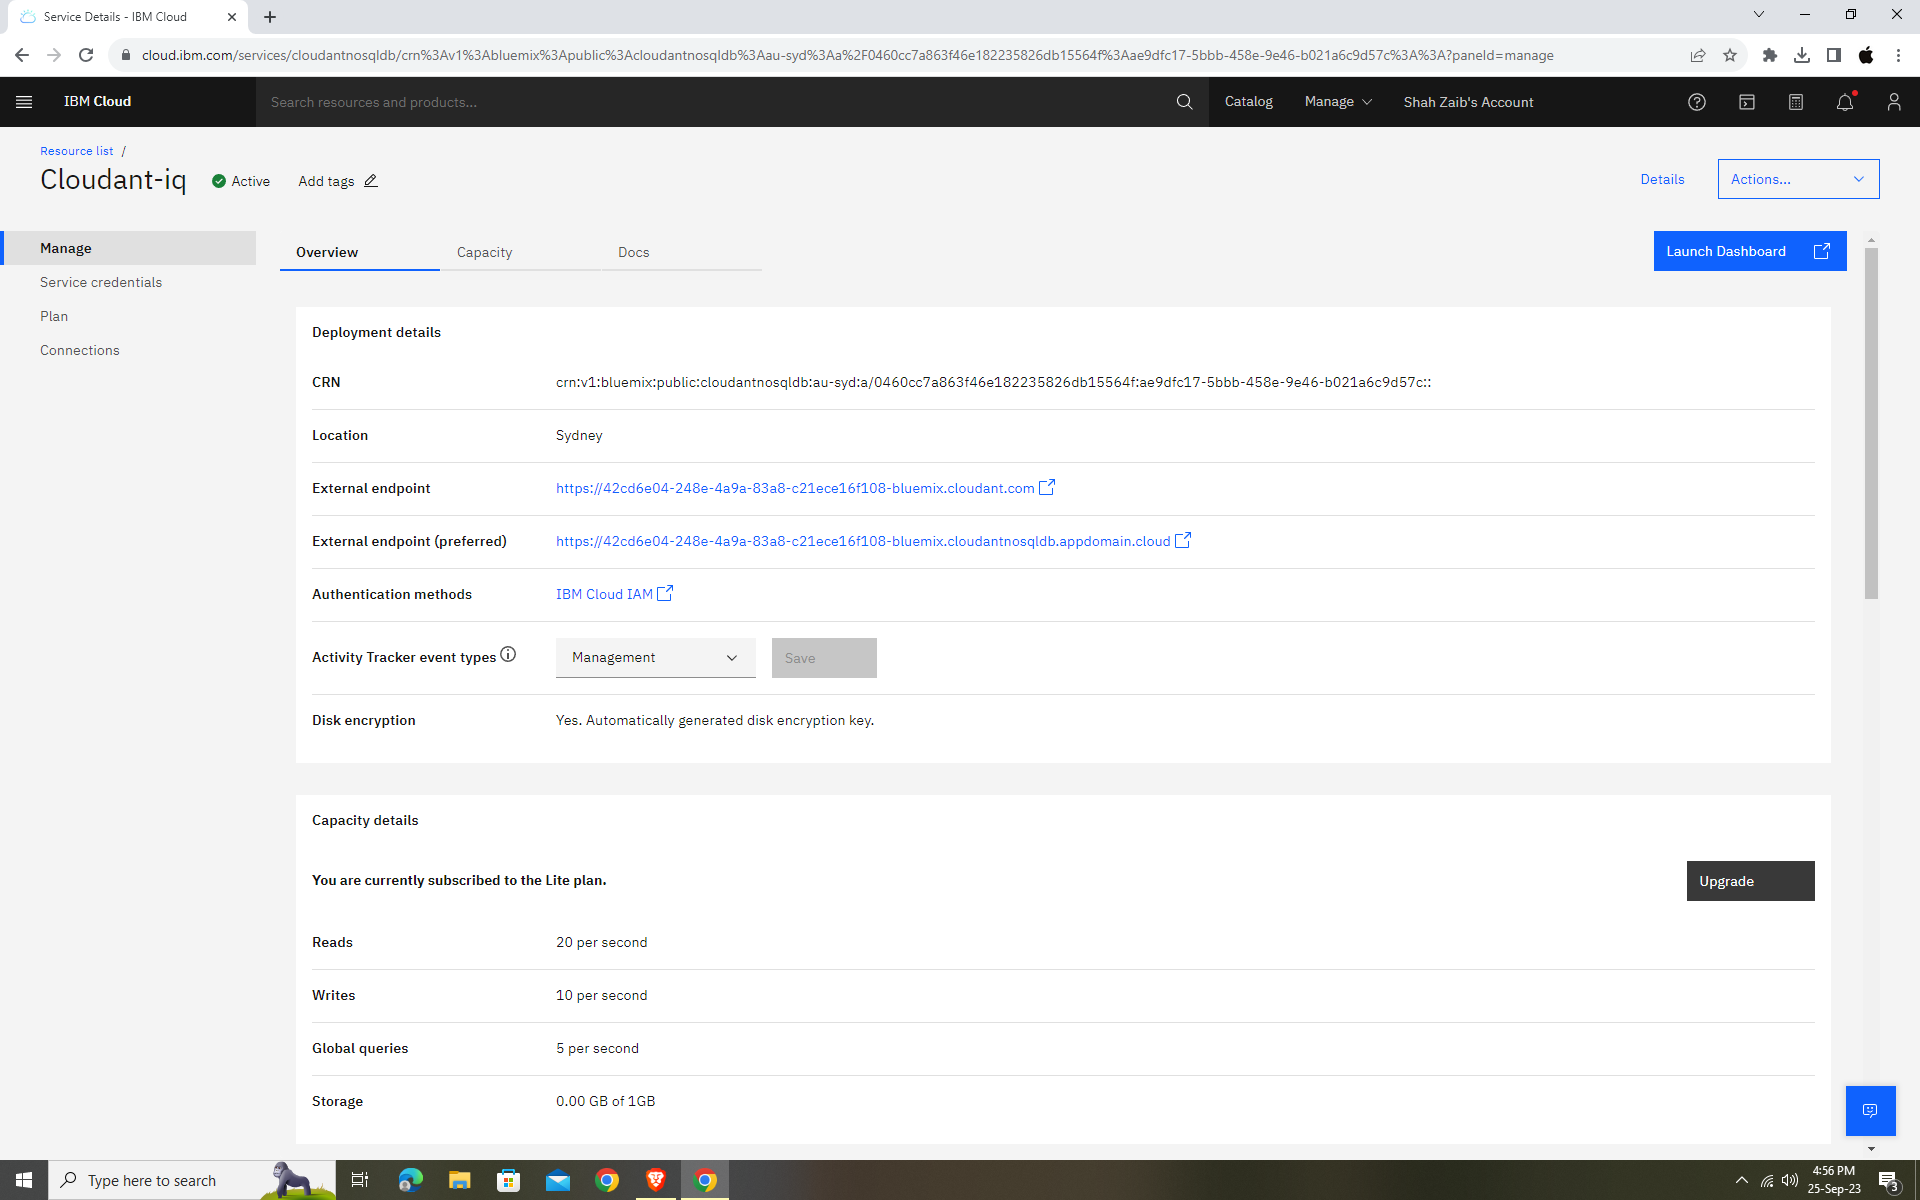 Service Details - IBM Cloud
cloud.ibm.com/services/cloudantnosqldb/crn%3Av1%3Abluemix%3Apublic%3Acloudantnosqldb%3Aau-syd%3Aa%2F0460cc7a863f46e182235826db15564f%3Aae9dfc17-5bbb-458e-9e46-b021a6c9d57c%3A%3A?paneId=manage
IBM Cloud
Search resources and products...
Catalog
Manage
Shah Zaib's Account
Resource list /
Cloudant-iq
Active
Add tags
Details
Actions...
Manage
Service credentials
Plan
Connections
Overview
Capacity
Docs
Launch Dashboard
Deployment details
CRN
crn:v1:bluemix:public:cloudantnosqldb:au-syd:a/0460cc7a863f46e182235826db15564f:ae9dfc17-5bbb-458e-9e46-b021a6c9d57c::
Location
Sydney
External endpoint
https://42cd6e04-248e-4a9a-83a8-c21ece16f108-bluemix.cloudant.com
External endpoint (preferred)
https://42cd6e04-248e-4a9a-83a8-c21ece16f108-bluemix.cloudantnosqldb.appdomain.cloud
Authentication methods
IBM Cloud IAM
Activity Tracker event types
Management
Save
Disk encryption
Yes. Automatically generated disk encryption key.
Capacity details
You are currently subscribed to the Lite plan.
Upgrade
Reads
20 per second
Writes
10 per second
Global queries
5 per second
Storage
0.00 GB of 1GB
Type here to search
4:56 PM
25-Sep-23
3